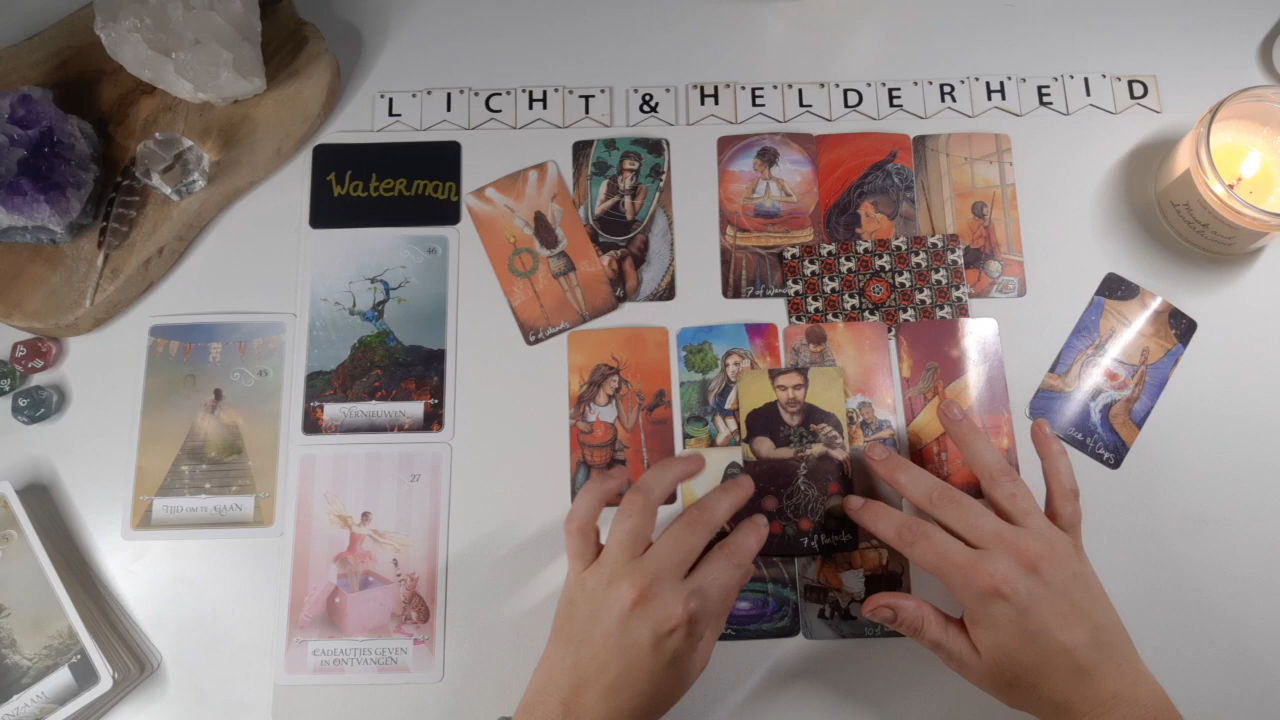 LICHT & HELDERHEID
Waterman
6 of Wands
7 of Wands
46
VERNIEUWEN
45
TIJD OM TE GAAN
27
CADEAUTJES GEVEN
EN ONTVANGEN
ace of Cups
7 of Pentacles